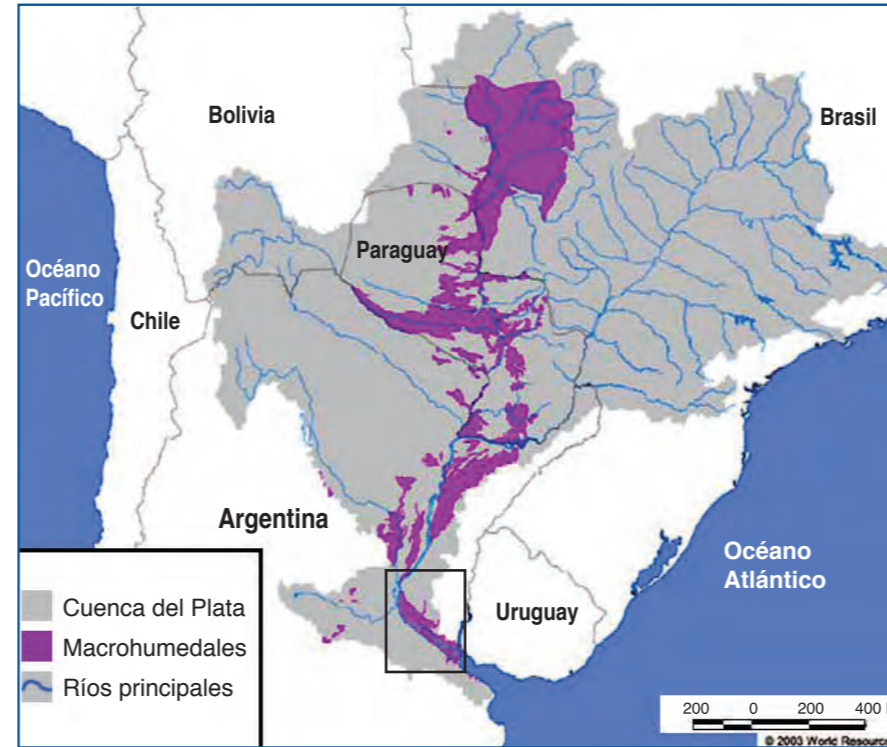 Bolivia
Brasil
Paraguay
Océano
Pacífico
Chile
Argentina
Océano
Atlántico
Uruguay
Cuenca del Plata
Macrohumedales
Ríos principales
200 0 200 400
© 2003 World Resource